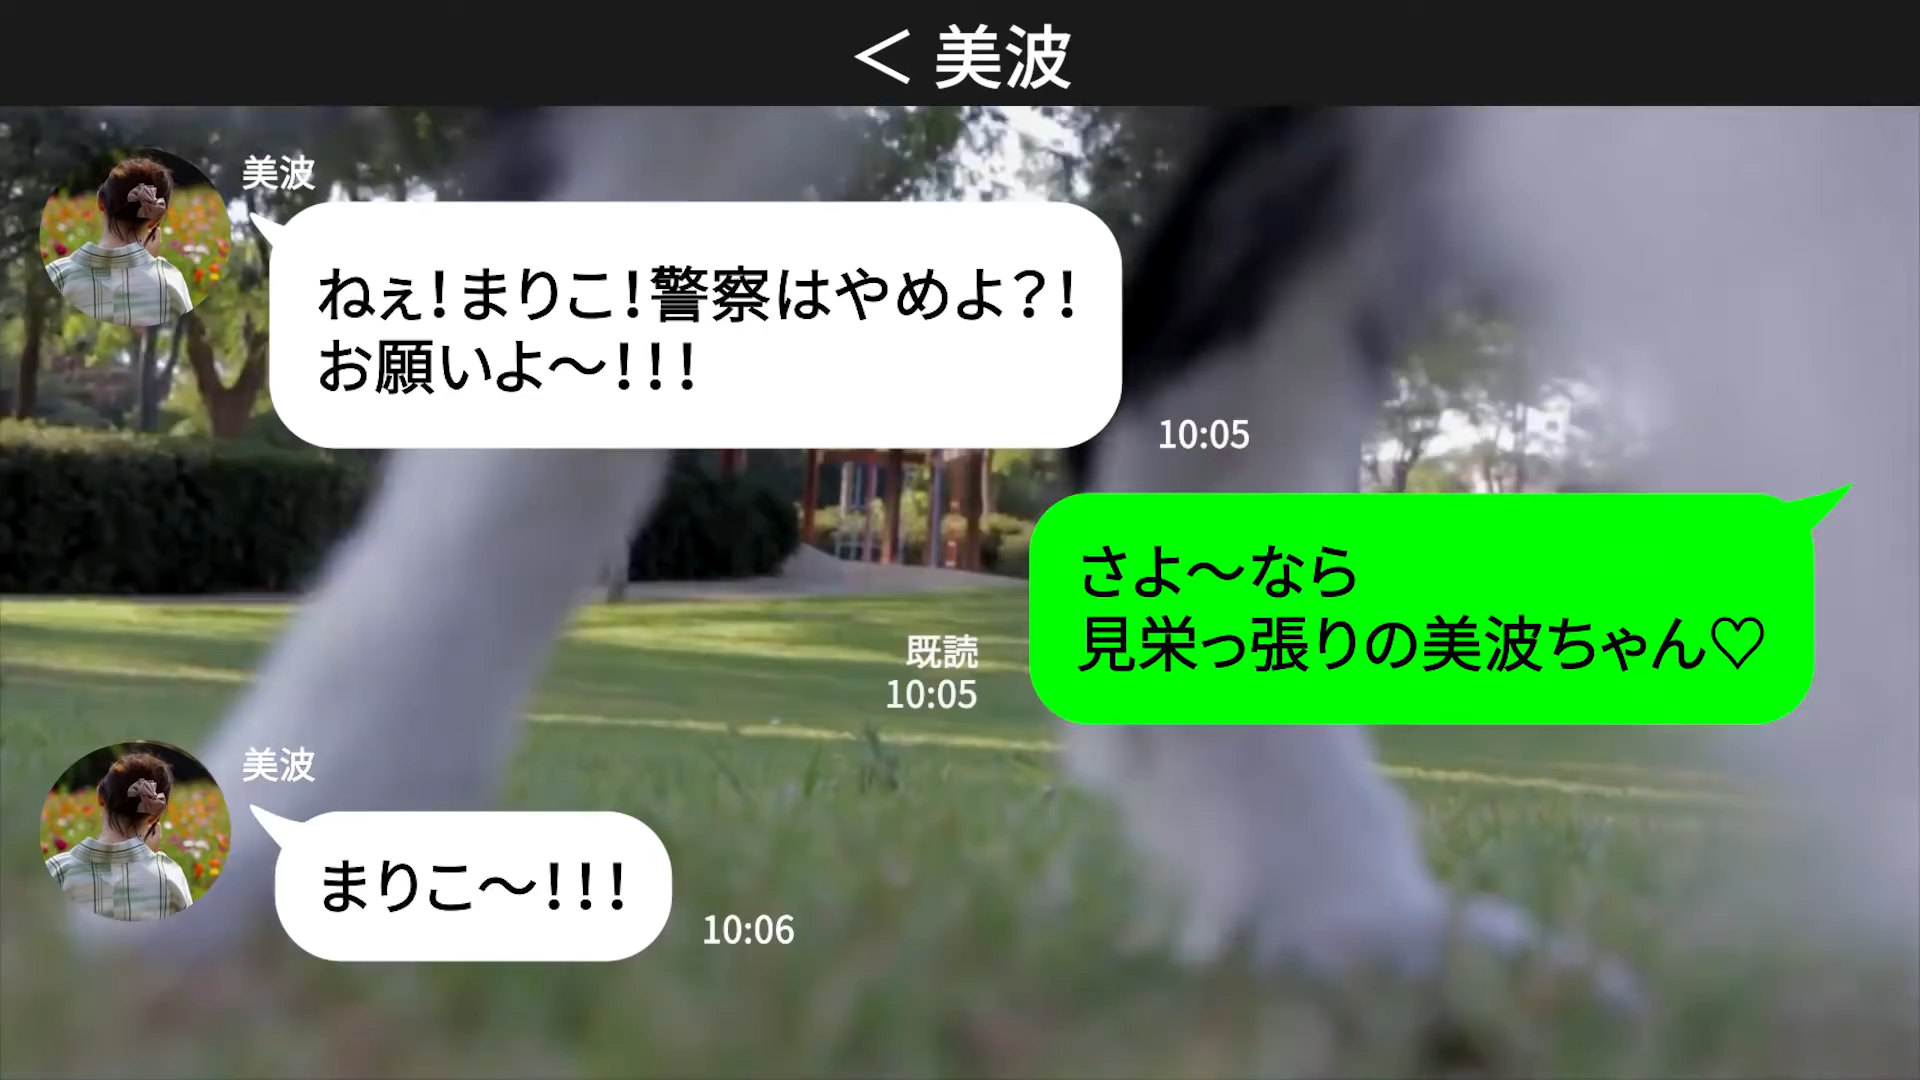 ＜ 美波
美波
ねぇ！まりこ！警察はやめよ？！
お願いよ～！！！
10:05
さよ～なら
見栄っ張りの美波ちゃん♡
既読
10:05
美波
まりこ～！！！
10:06